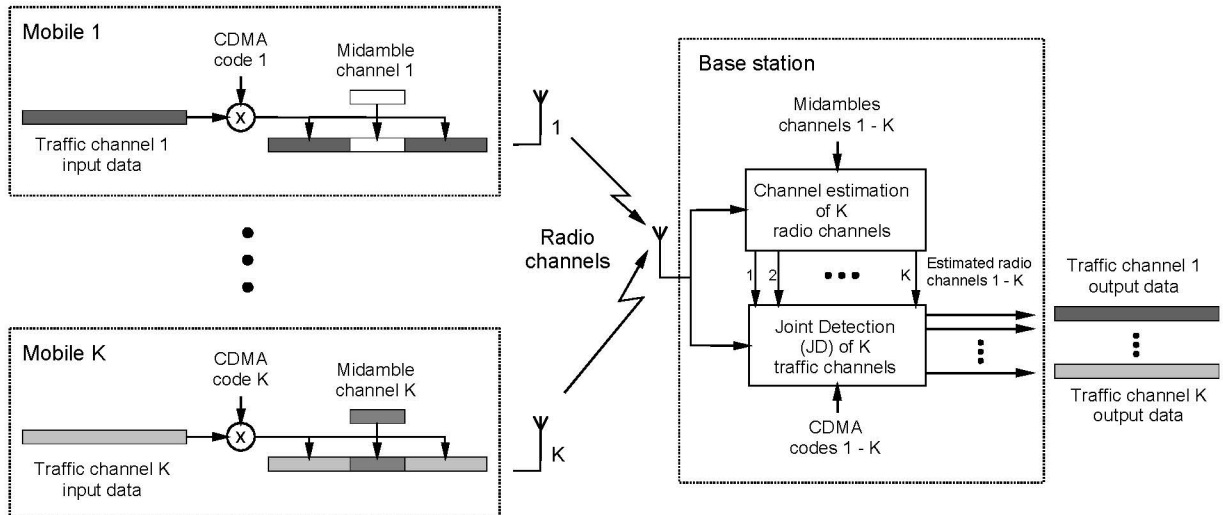 Mobile 1
CDMA
code 1
Midamble
channel 1
X
Traffic channel 1
input data
1
Mobile K
CDMA
code K
Midamble
channel K
X
Traffic channel K
input data
K
Radio
channels
Base station
Midambles
channels 1 - K
Channel estimation
of K
radio channels
1
2
K
Estimated radio
channels 1 - K
Joint Detection
(JD) of K
traffic channels
CDMA
codes 1 - K
Traffic channel 1
output data
Traffic channel K
output data